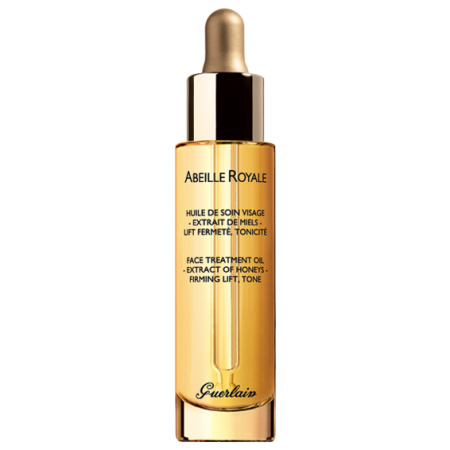 ABEILLE ROYALE
HUILE DE SOIN VISAGE
- EXTRAIT DE MIELS -
LIFT FERMETÉ, TONICITÉ
FACE TREATMENT OIL
- EXTRACT OF HONEYS -
FIRMING LIFT, TONE
Guerlain